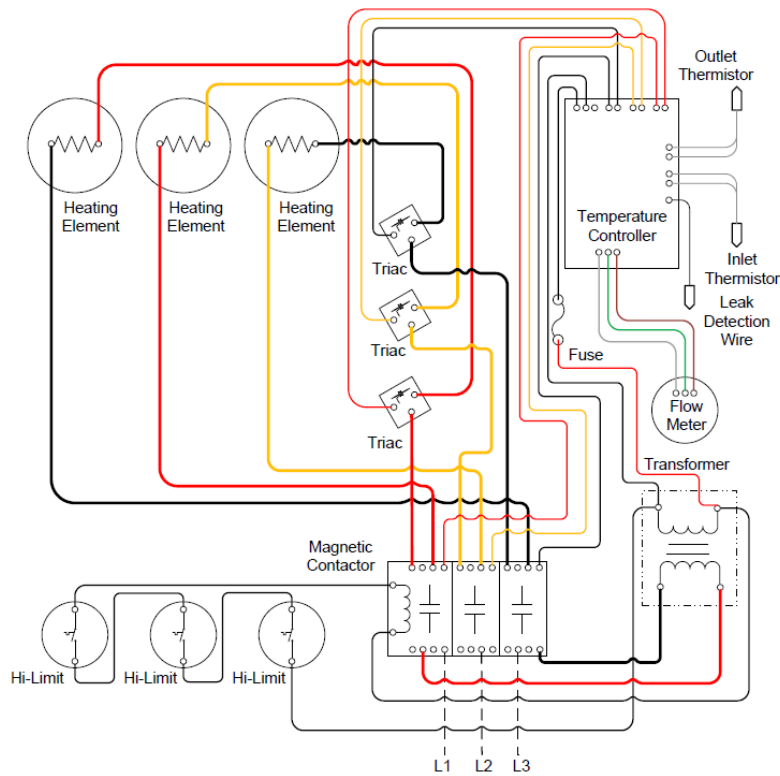 Outlet
Thermistor
Heating
Element
Heating
Element
Heating
Element
Temperature
Controller
Triac
Inlet
Thermistor
Leak
Detection
Wire
Triac
Fuse
Flow
Meter
Triac
Transformer
Magnetic
Contactor
Hi-Limit
Hi-Limit
Hi-Limit
L1
L2
L3